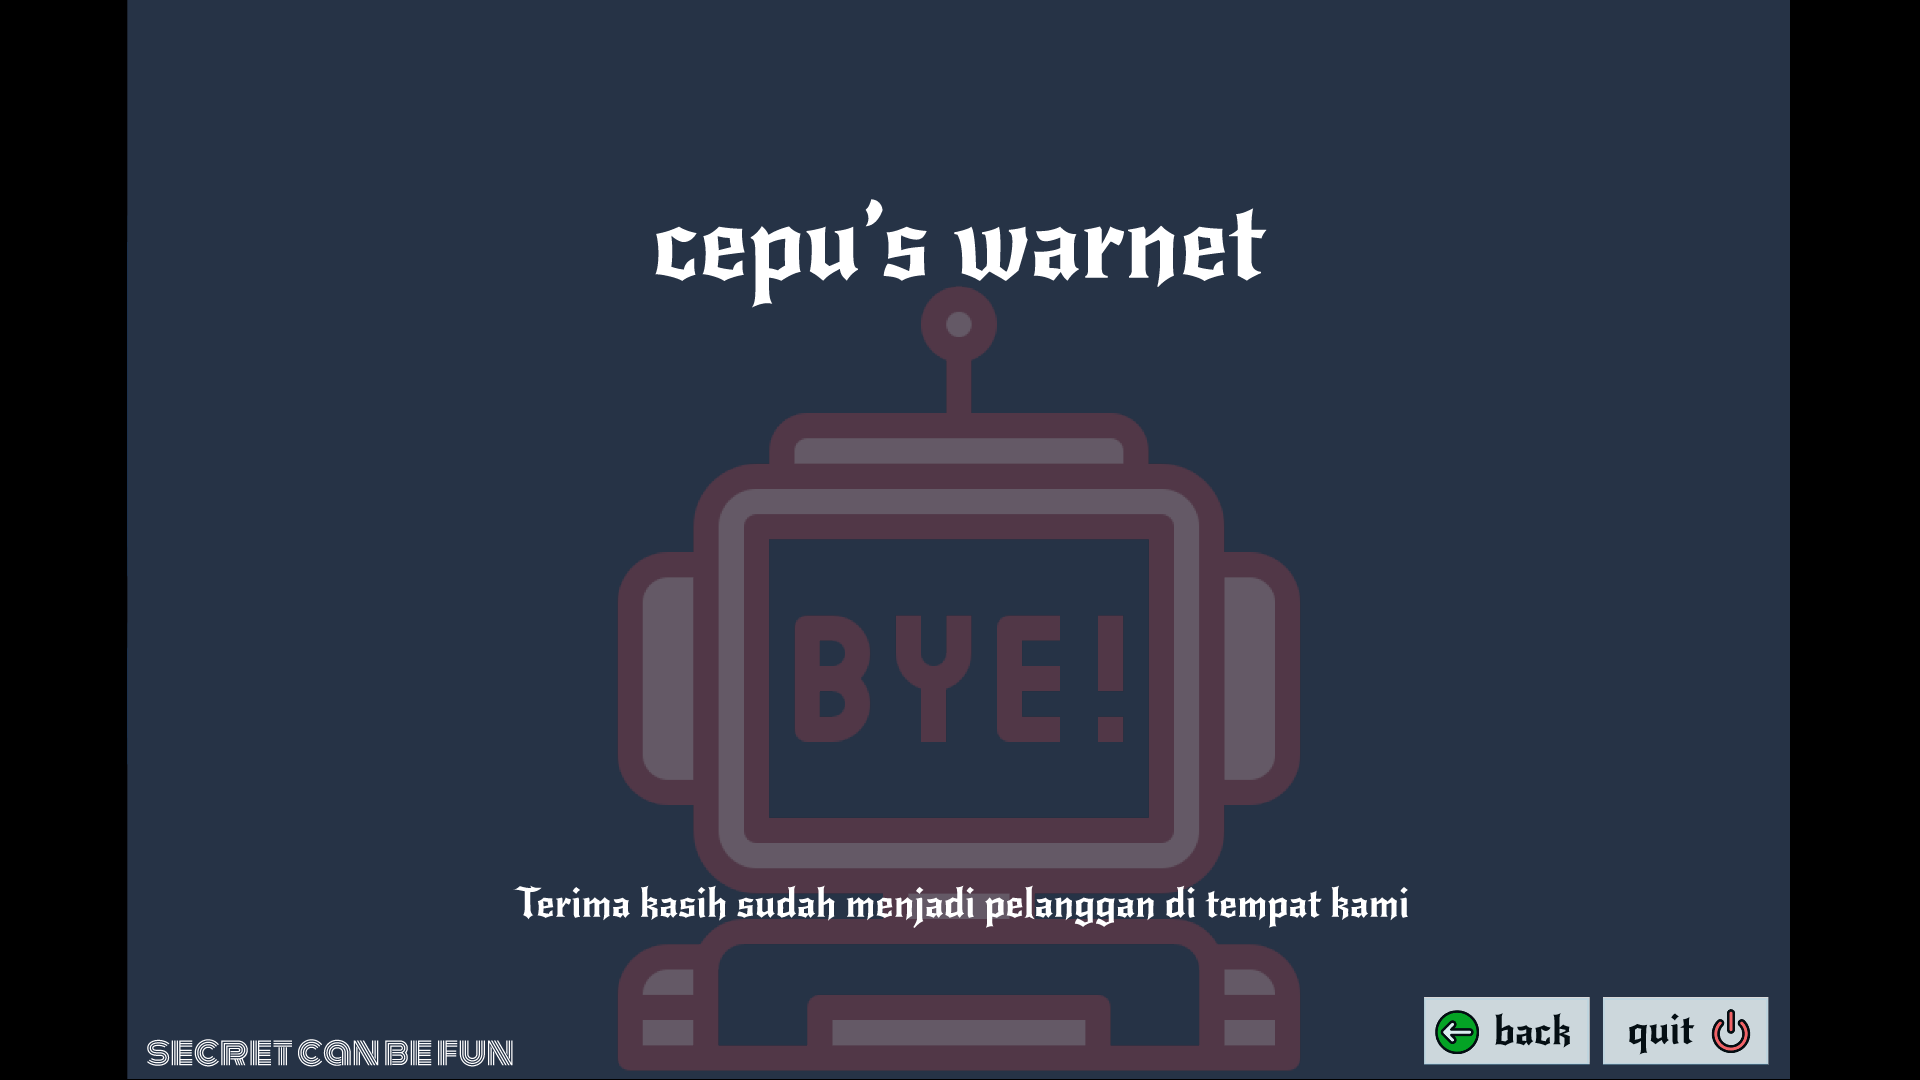 cepu's warnet
BYE!
Terima kasih sudah menjadi pelanggan di tempat kami
SECRET CAN BE FUN
back
quit